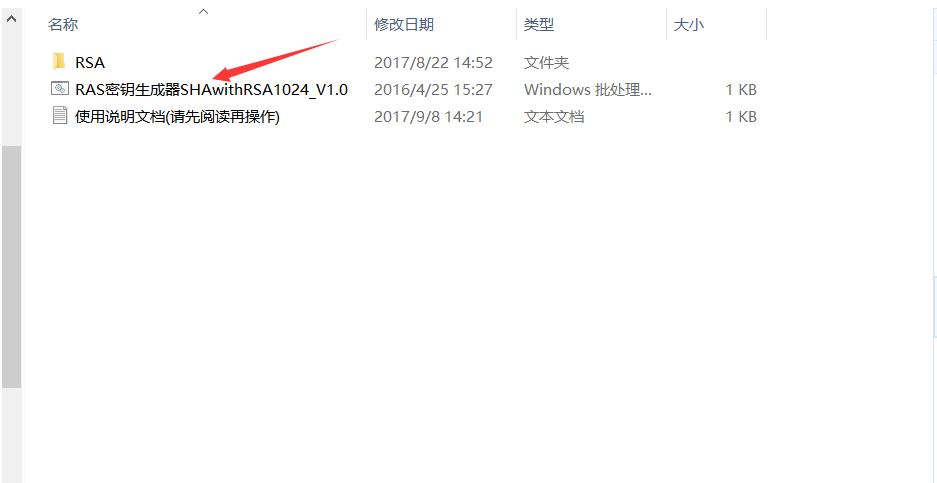 名称 修改日期 类型 大小
RSA 2017/8/22 14:52 文件夹
RAS密钥生成器SHAwithRSA1024_V1.0 2016/4/25 15:27 Windows 批处理... 1 KB
使用说明文档(请先阅读再操作) 2017/9/8 14:21 文本文档 1 KB